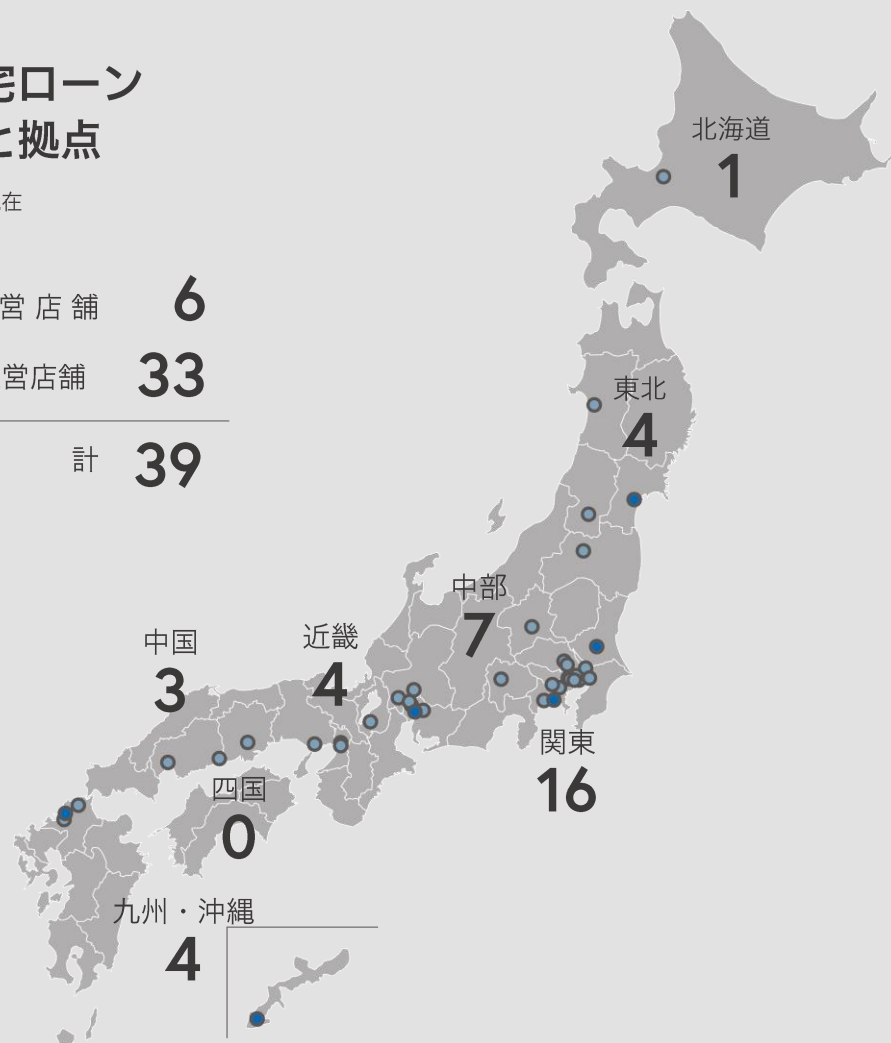 宅ローン
と拠点
在
営店舗 6
営店舗 33
計 39
北海道
1
東北
4
中部
7
近畿
4
中国
3
関東
16
四国
0
九州・沖縄
4